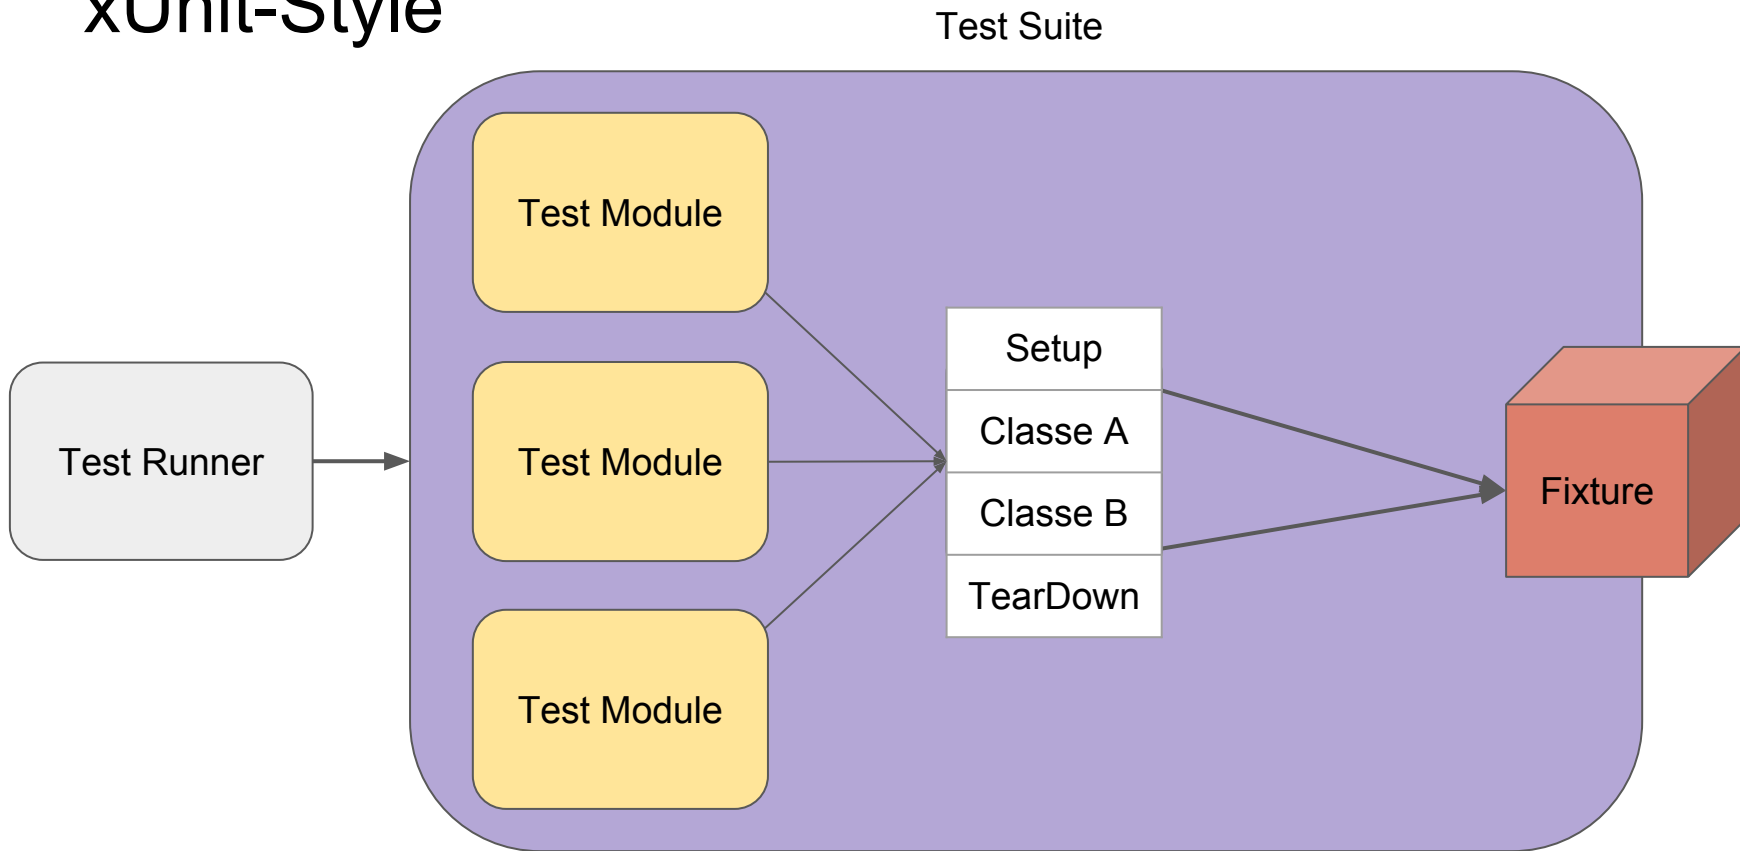 xUnit-Style
Test Suite
Test Module
Test Module
Test Module
Test Runner
Setup
Classe A
Classe B
TearDown
Fixture